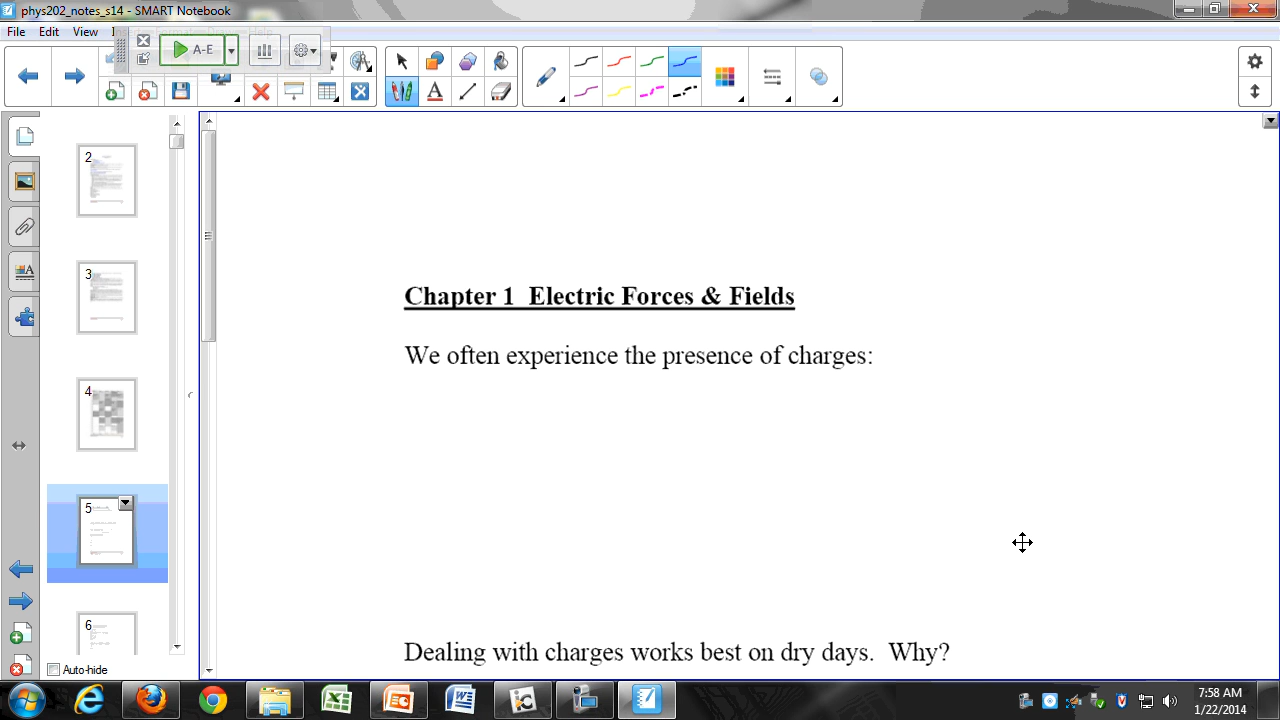 phys202_notes_s14 - SMART Notebook
File Edit View
A-E
2
3
4
5
6
Auto-hide
Chapter 1 Electric Forces & Fields
We often experience the presence of charges:
Dealing with charges works best on dry days. Why?
7:58 AM
1/22/2014